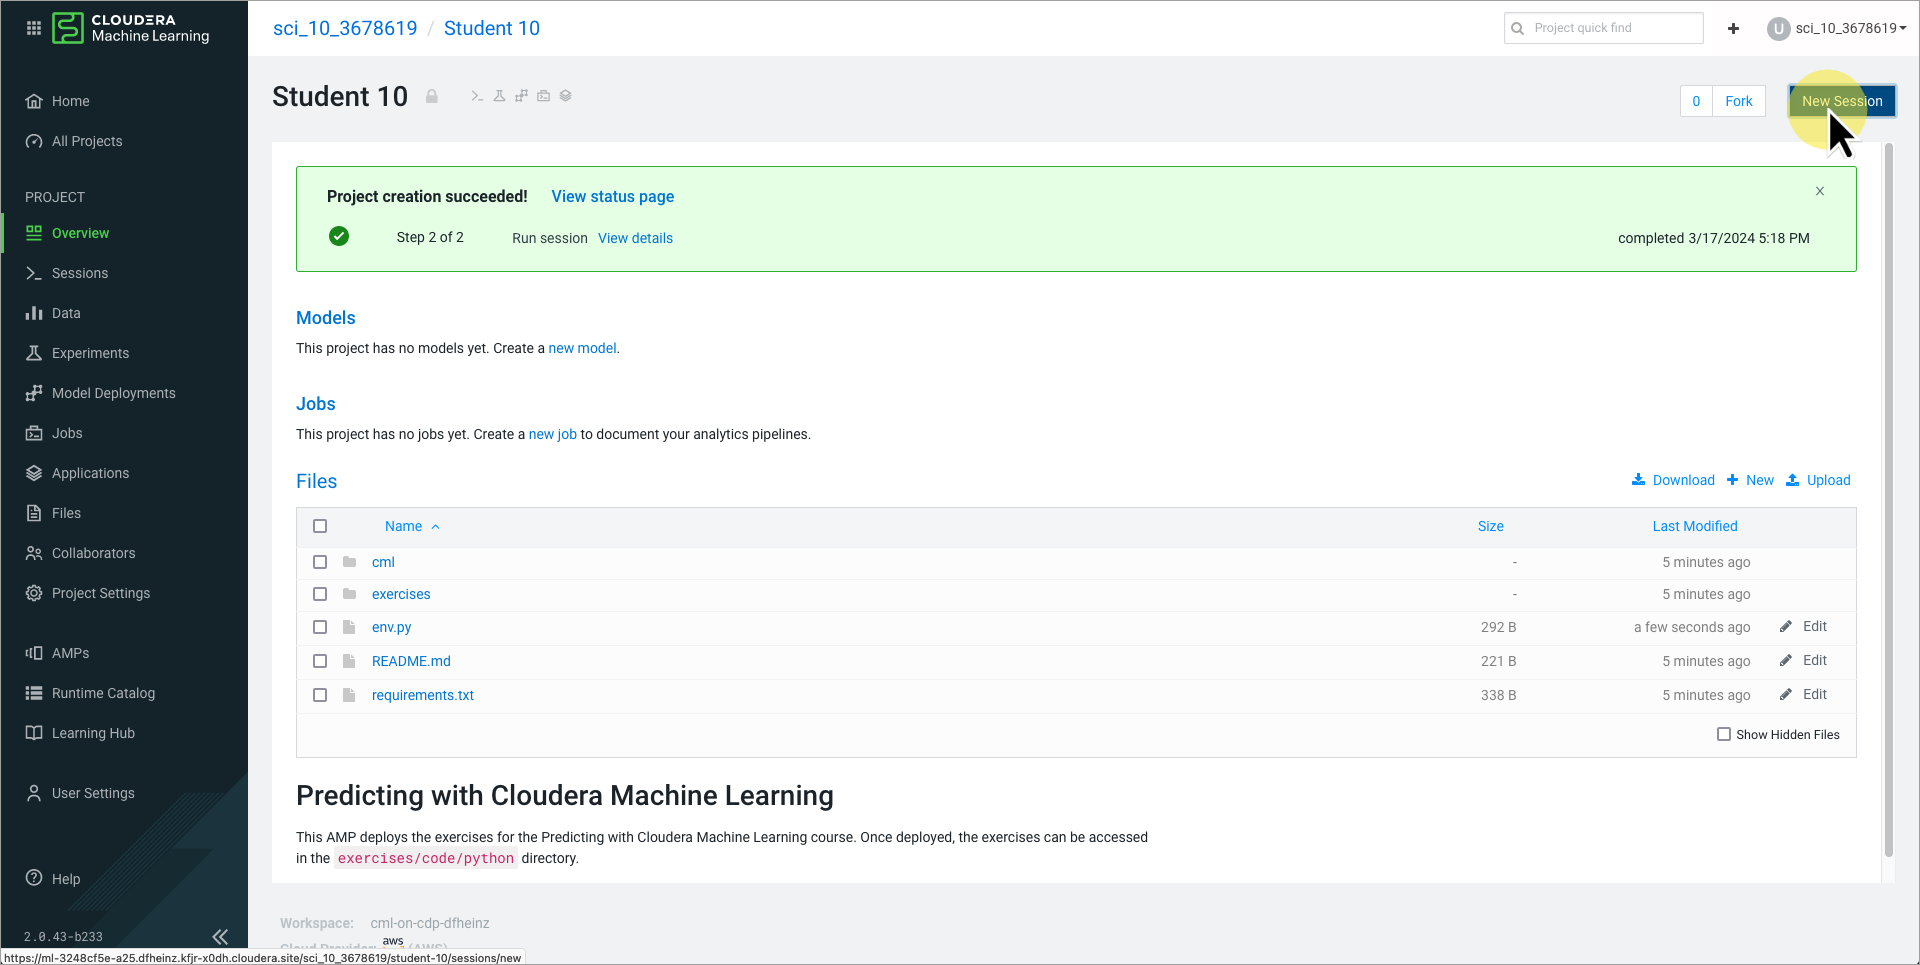 CLOUDERA
Machine Learning
sci_10_3678619 / Student 10
Project quick find
U
sci_10_3678619
Home
All Projects
PROJECT
Overview
Sessions
Data
Experiments
Model Deployments
Jobs
Applications
Files
Collaborators
Project Settings
AMPs
Runtime Catalog
Learning Hub
User Settings
Help
2.0.43-b233
Student 10
0 Fork
New Session
Project creation succeeded! View status page
Step 2 of 2 Run session View details completed 3/17/2024 5:18 PM
Models
This project has no models yet. Create a new model.
Jobs
This project has no jobs yet. Create a new job to document your analytics pipelines.
Files
Download New Upload
Name Size Last Modified
cml - 5 minutes ago
exercises - 5 minutes ago
env.py 292 B a few seconds ago Edit
README.md 221 B 5 minutes ago Edit
requirements.txt 338 B 5 minutes ago Edit
Show Hidden Files
Predicting with Cloudera Machine Learning
This AMP deploys the exercises for the Predicting with Cloudera Machine Learning course. Once deployed, the exercises can be accessed
in the exercises/code/python directory.
Workspace: cml-on-cdp-dfheinz
Cloud Provider: aws (AWS)
https://ml-3248cf5e-a25.dfheinz.kfjr-x0dh.cloudera.site/sci_10_3678619/student-10/sessions/new